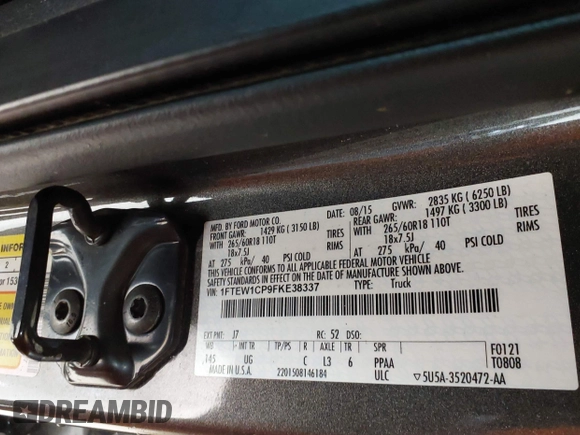 MFD. BY FORD MOTOR CO.
DATE: 08/15 GVWR: 2835 KG ( 6250 LB)
FRONT GAWR: 1429 KG ( 3150 LB) REAR GAWR: 1497 KG ( 3300 LB)
WITH 265/60R18 110T TIRES WITH 265/60R18 110T TIRES
18x7.5J RIMS 18x7.5J RIMS
AT 275 kPa/ 40 PSI COLD AT 275 kPa/ 40 PSI COLD
THIS VEHICLE CONFORMS TO ALL APPLICABLE FEDERAL MOTOR VEHICLE
SAFETY STANDARDS IN EFFECT ON THE DATE OF MANUFACTURE SHOWN ABOVE.
VIN: 1FTEW1CP9FKE38337 TYPE: Truck
EXT PNT: J7 RC: 52 DSO:
WB INT TR TP/PS R AXLE TR SPR F0121
145 UG C L3 6 PPAA T0808
MADE IN U.S.A. 2201508146184 ULC ▽5U5A-3520472-AA
INFOR
2
or 153
E OF
DREAMBID